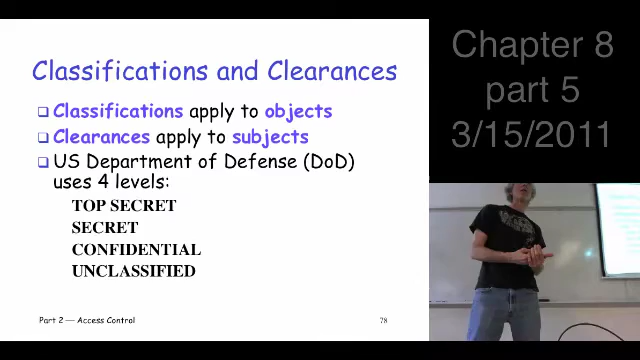 Classifications and Clearances
Classifications apply to objects
Clearances apply to subjects
US Department of Defense (DoD)
uses 4 levels:
TOP SECRET
SECRET
CONFIDENTIAL
UNCLASSIFIED
Part 2 — Access Control
78
Chapter 8
part 5
3/15/2011